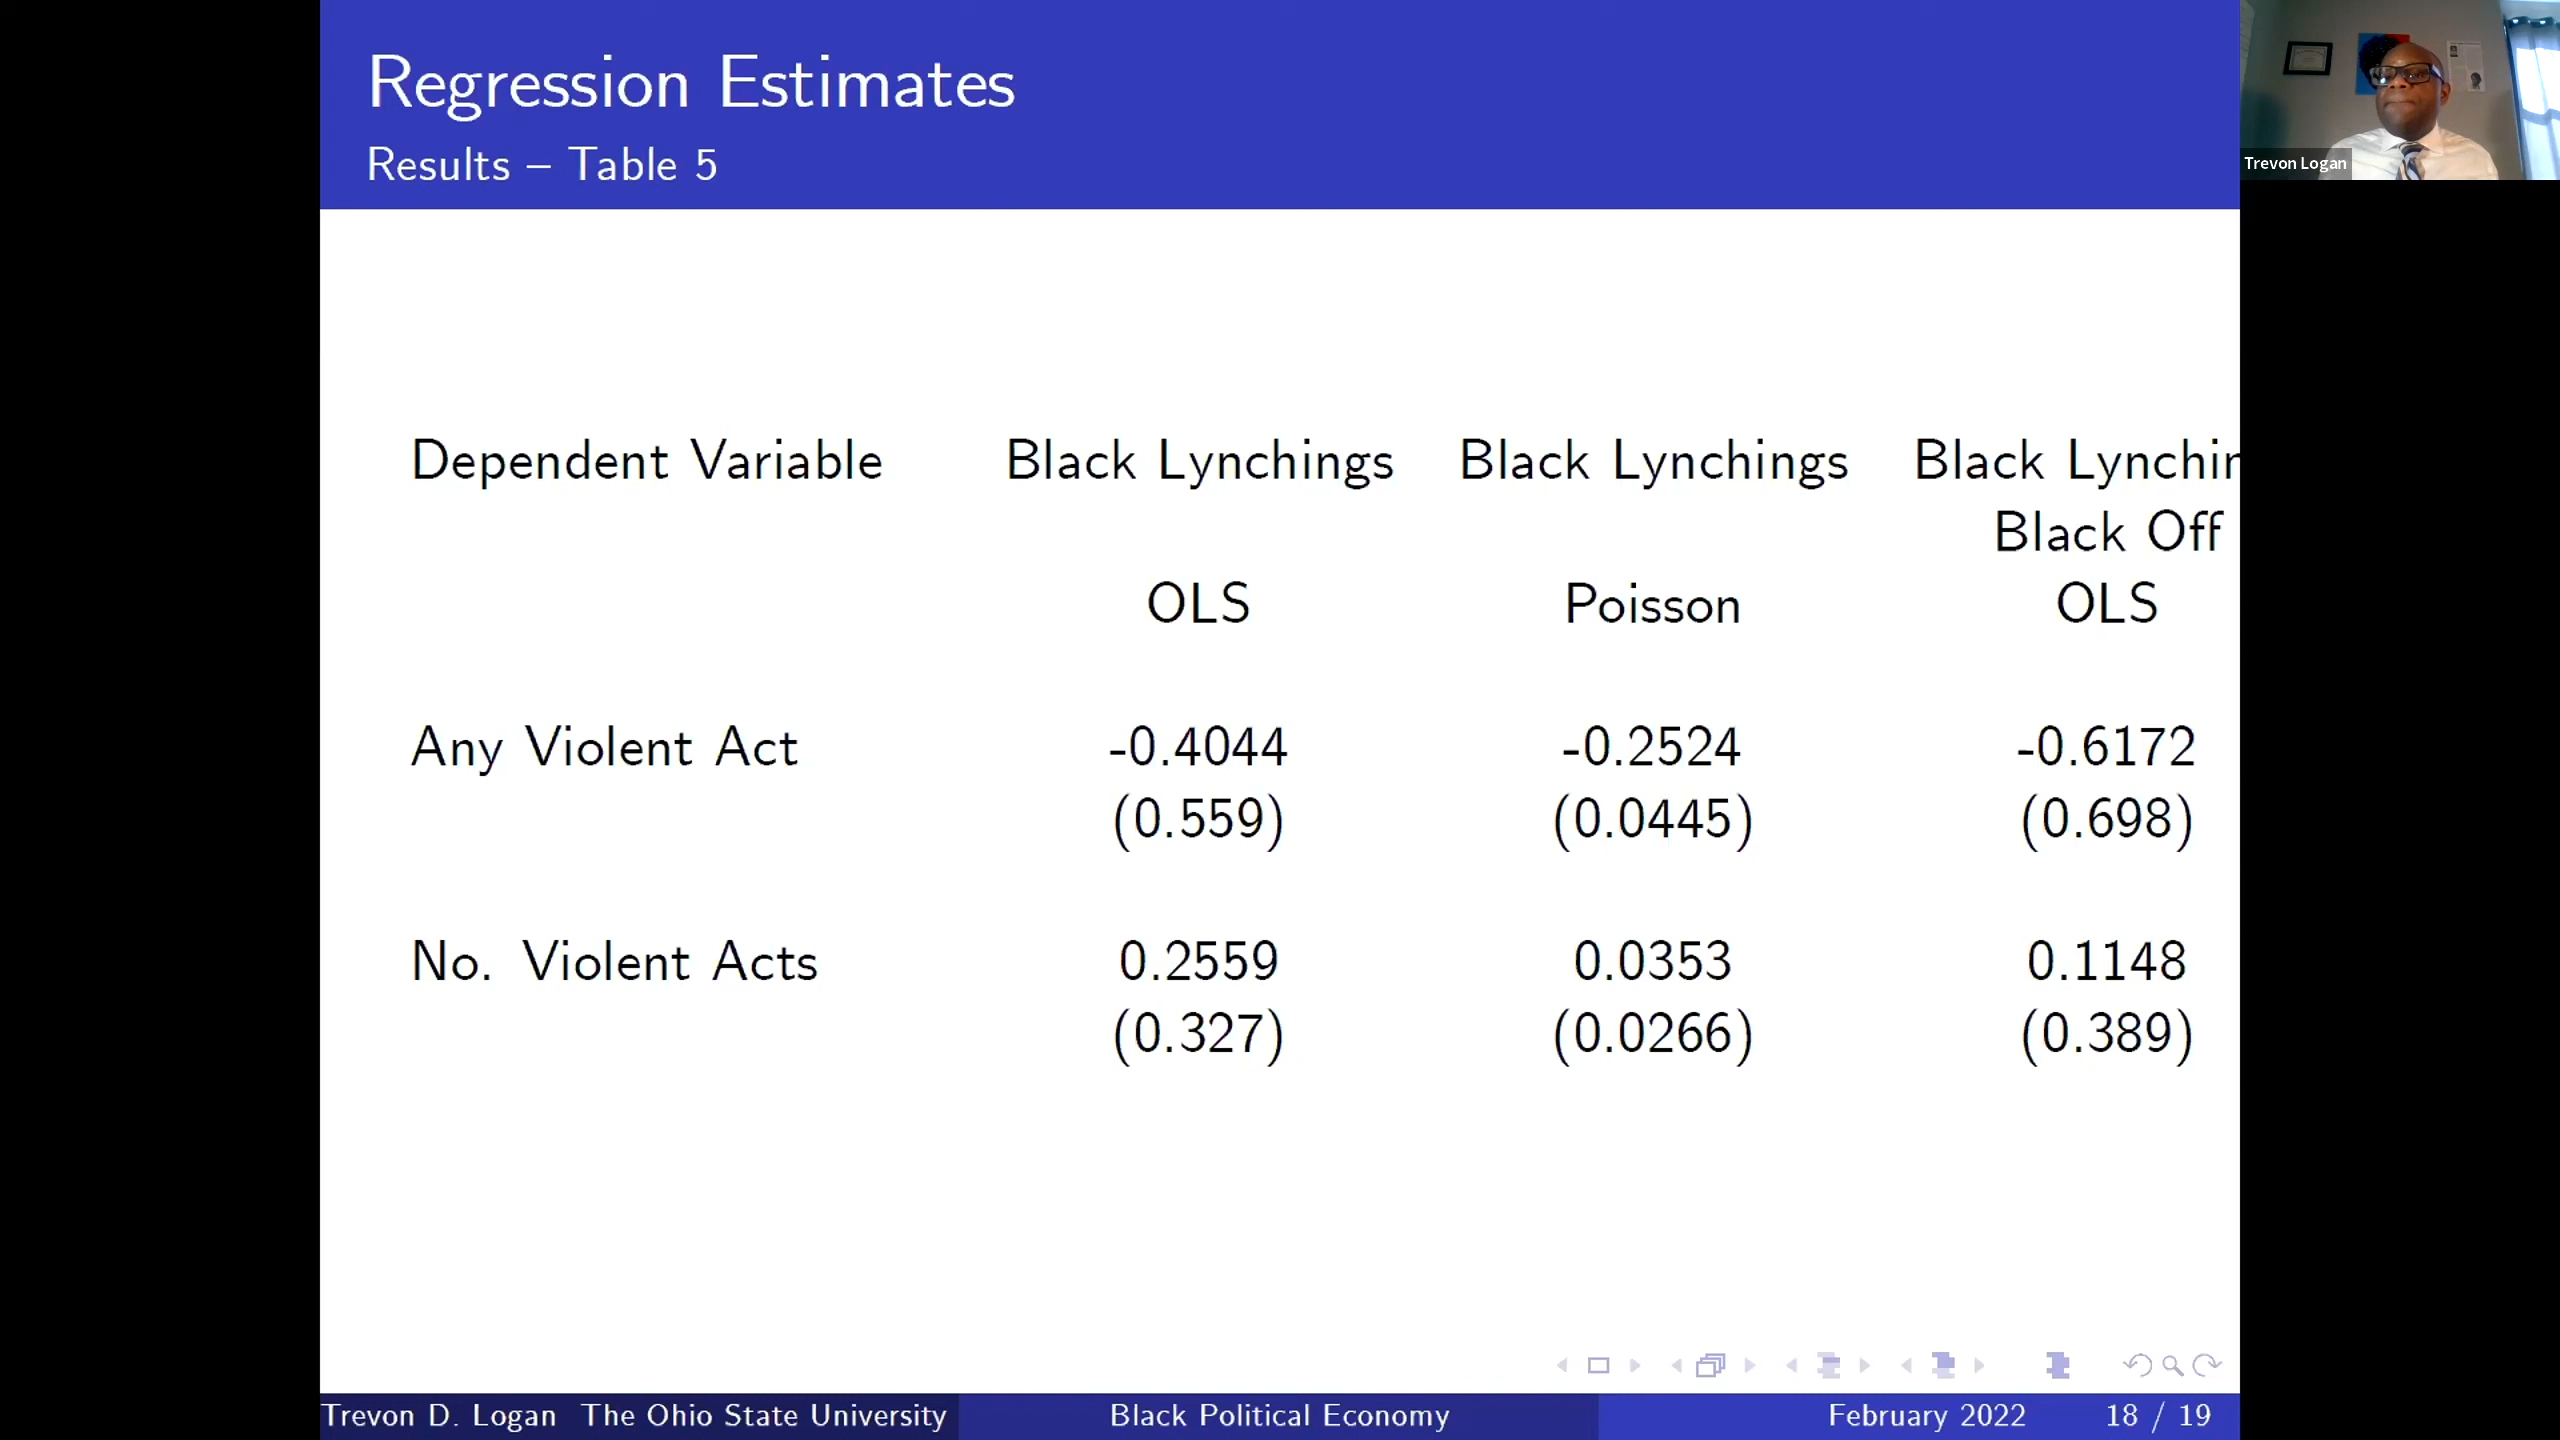 Regression Estimates
Results – Table 5
Trevon Logan
Dependent Variable Black Lynchings Black Lynchings Black Lynchin
Black Off
OLS Poisson OLS
Any Violent Act -0.4044 -0.2524 -0.6172
(0.559) (0.0445) (0.698)
No. Violent Acts 0.2559 0.0353 0.1148
(0.327) (0.0266) (0.389)
Trevon D. Logan The Ohio State University Black Political Economy February 2022 18 / 19